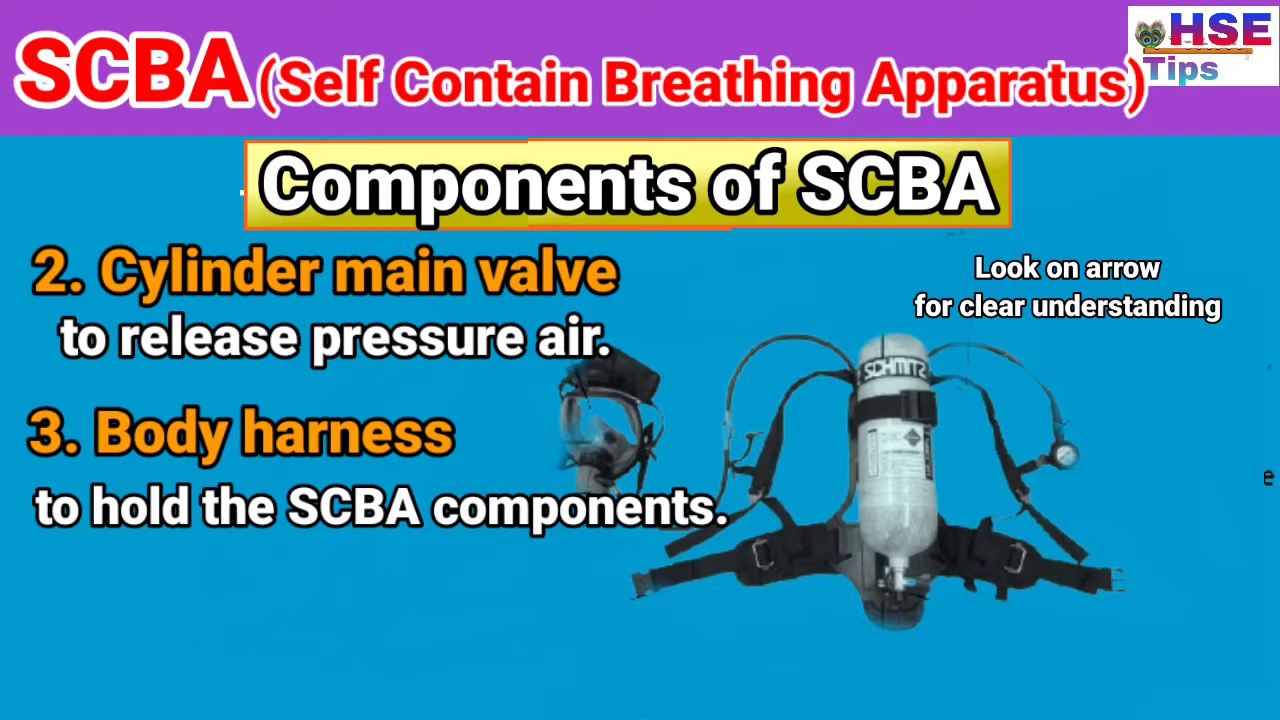 SCBA (Self Contain Breathing Apparatus)
HSE
Tips
Components of SCBA
2. Cylinder main valve
to release pressure air.
Look on arrow
for clear understanding
SCHMITZ
3. Body harness
to hold the SCBA components.
e